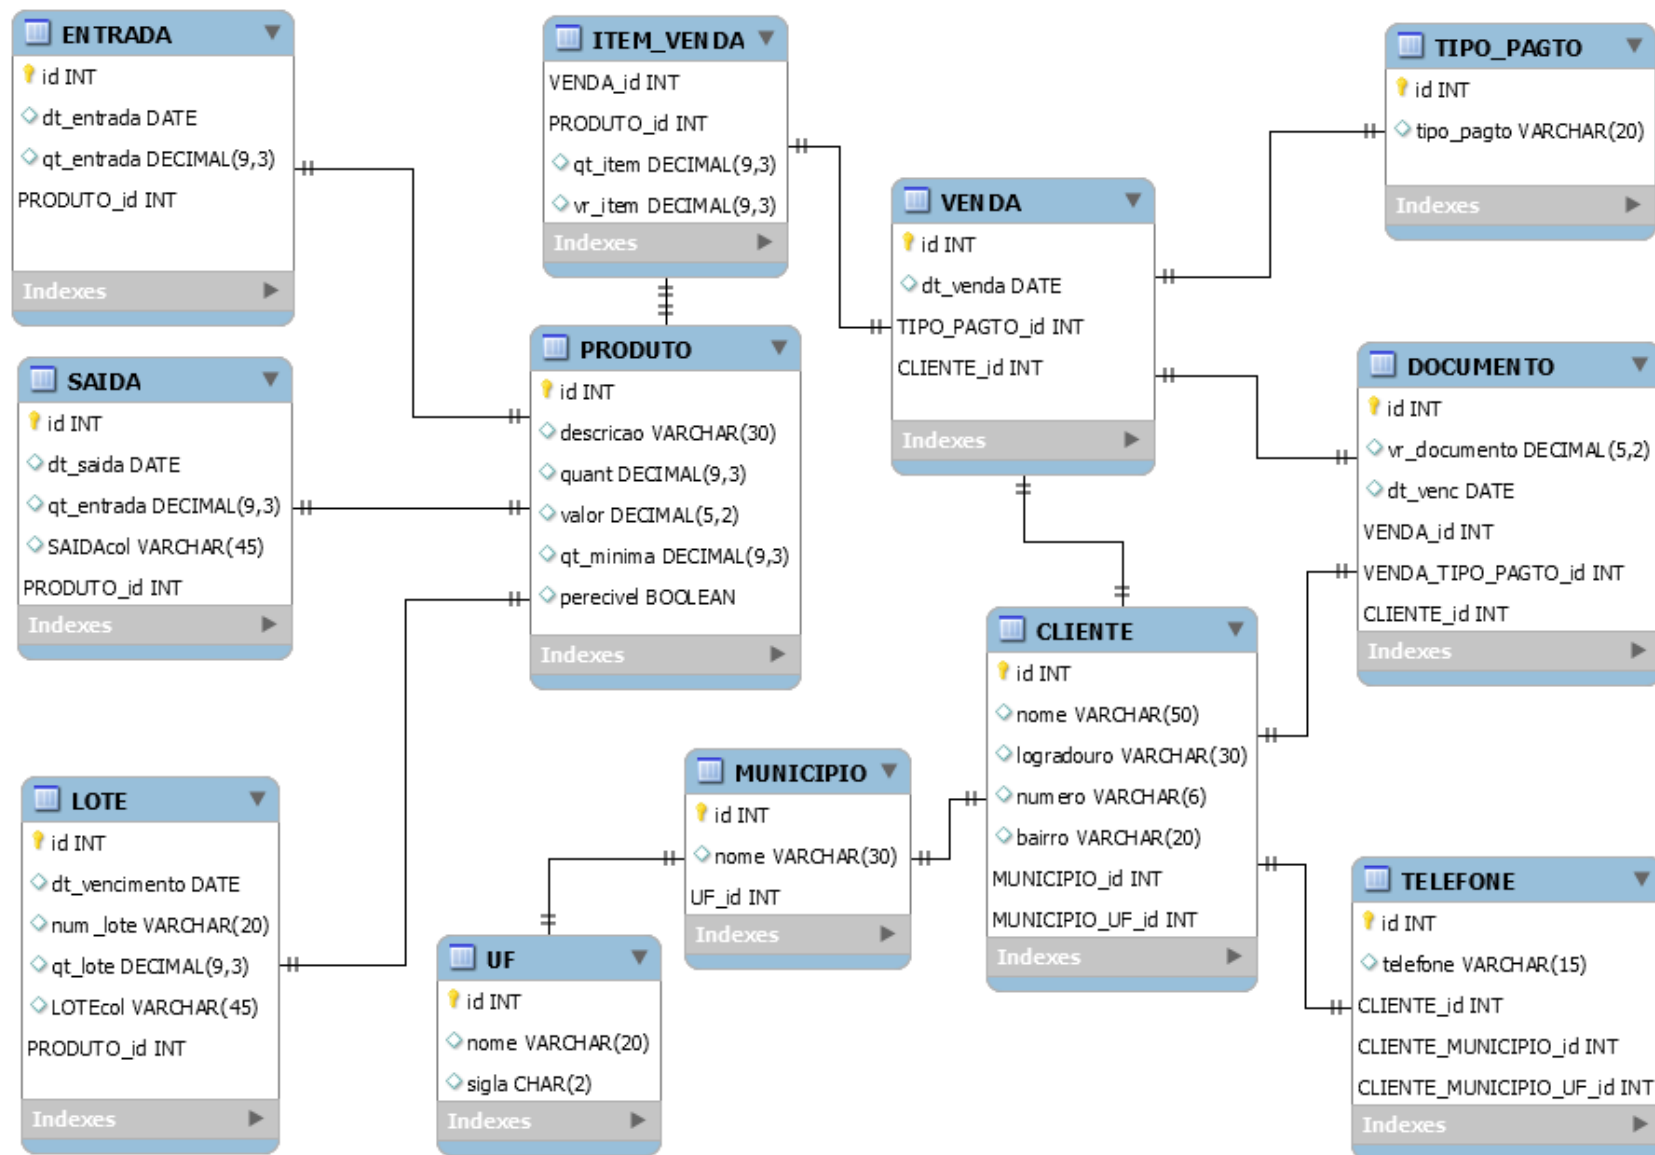 ENTRADA
id INT
dt_entrada DATE
qt_entrada DECIMAL(9,3)
PRODUTO_id INT
Indexes
ITEM_VENDA
VENDA_id INT
PRODUTO_id INT
qt_item DECIMAL(9,3)
vr_item DECIMAL(9,3)
Indexes
TIPO_PAGTO
id INT
tipo_pagto VARCHAR(20)
Indexes
VENDA
id INT
dt_venda DATE
TIPO_PAGTO_id INT
CLIENTE_id INT
Indexes
SAIDA
id INT
dt_saida DATE
qt_entrada DECIMAL(9,3)
SAIDAcol VARCHAR(45)
PRODUTO_id INT
Indexes
PRODUTO
id INT
descricao VARCHAR(30)
quant DECIMAL(9,3)
valor DECIMAL(5,2)
qt_minima DECIMAL(9,3)
perecivel BOOLEAN
Indexes
DOCUMENTO
id INT
vr_documento DECIMAL(5,2)
dt_venc DATE
VENDA_id INT
VENDA_TIPO_PAGTO_id INT
CLIENTE_id INT
Indexes
CLIENTE
id INT
nome VARCHAR(50)
logradouro VARCHAR(30)
numero VARCHAR(6)
bairro VARCHAR(20)
MUNICIPIO_id INT
MUNICIPIO_UF_id INT
Indexes
LOTE
id INT
dt_vencimento DATE
num_lote VARCHAR(20)
qt_lote DECIMAL(9,3)
LOTEcol VARCHAR(45)
PRODUTO_id INT
Indexes
MUNICIPIO
id INT
nome VARCHAR(30)
UF_id INT
Indexes
UF
id INT
nome VARCHAR(20)
sigla CHAR(2)
Indexes
TELEFONE
id INT
telefone VARCHAR(15)
CLIENTE_id INT
CLIENTE_MUNICIPIO_id INT
CLIENTE_MUNICIPIO_UF_id INT
Indexes